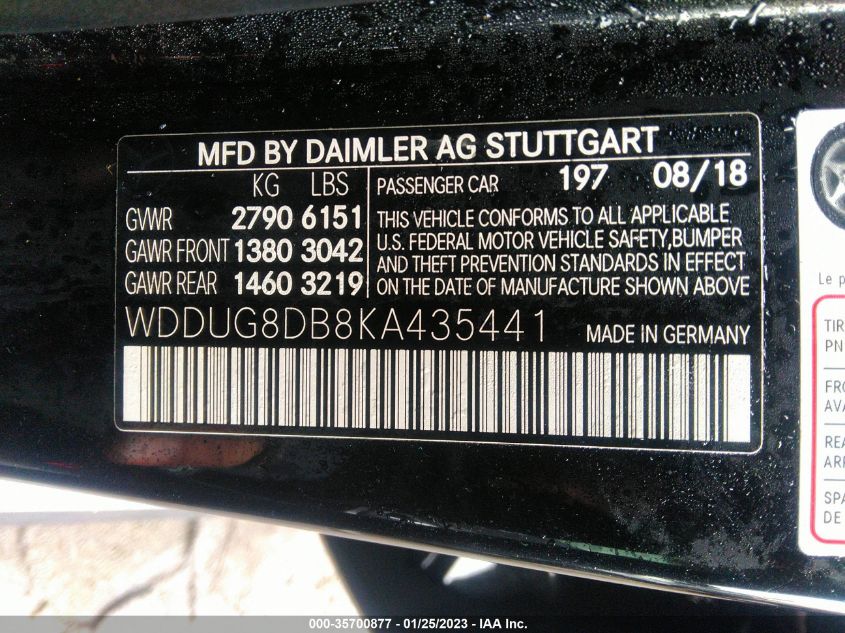 MFD BY DAIMLER AG STUTTGART
KG LBS
GVWR 2790 6151
GAWR FRONT 1380 3042
GAWR REAR 1460 3219
PASSENGER CAR 197 08/18
THIS VEHICLE CONFORMS TO ALL APPLICABLE
U.S. FEDERAL MOTOR VEHICLE SAFETY,BUMPER
AND THEFT PREVENTION STANDARDS IN EFFECT
ON THE DATE OF MANUFACTURE SHOWN ABOVE
WDDUG8DB8KA435441 MADE IN GERMANY
Le
PN
DE
000-35700877 - 01/25/2023 - IAA Inc.